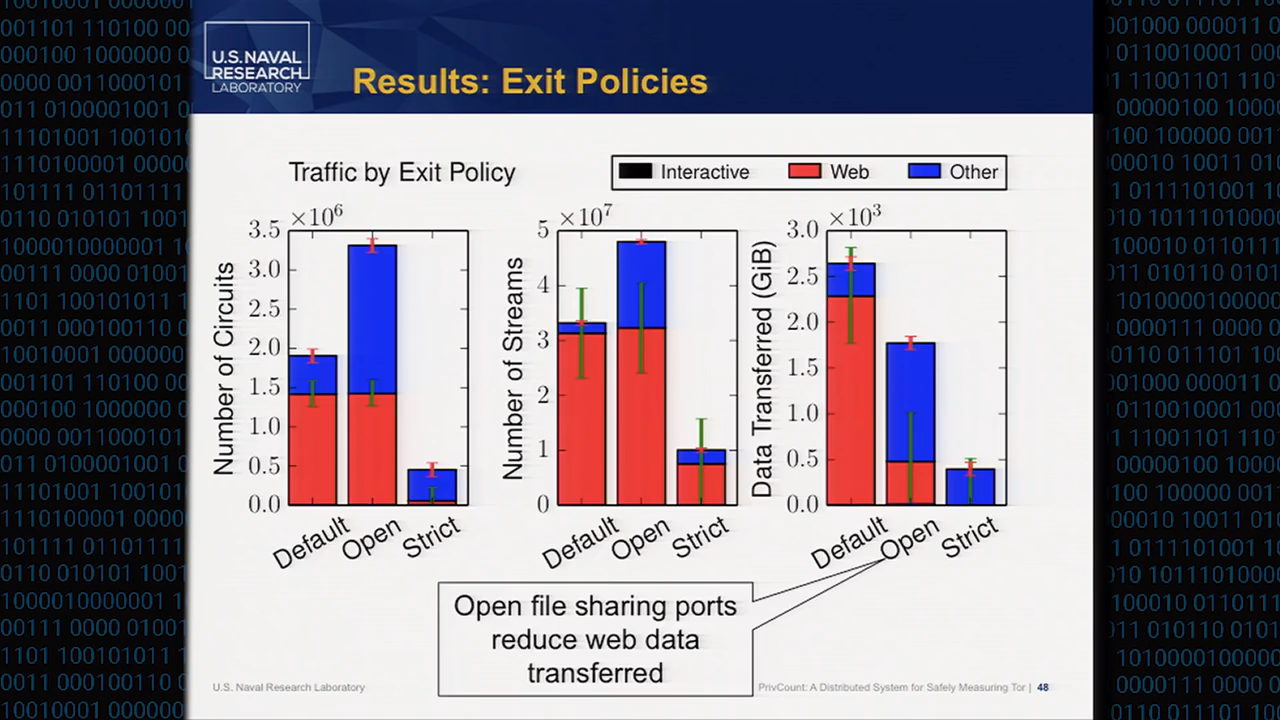 U.S. NAVAL
RESEARCH
LABORATORY
Results: Exit Policies
Traffic by Exit Policy
Interactive Web Other
×10⁶
3.5
3.0
2.5
2.0
1.5
1.0
0.5
0.0
Number of Circuits
Default Open Strict
×10⁷
5
4
3
2
1
0
Number of Streams
Default Open Strict
×10³
3.0
2.5
2.0
1.5
1.0
0.5
0.0
Data Transferred (GiB)
Default Open Strict
Open file sharing ports
reduce web data
transferred
U.S. Naval Research Laboratory
PrivCount: A Distributed System for Safely Measuring Tor | 48